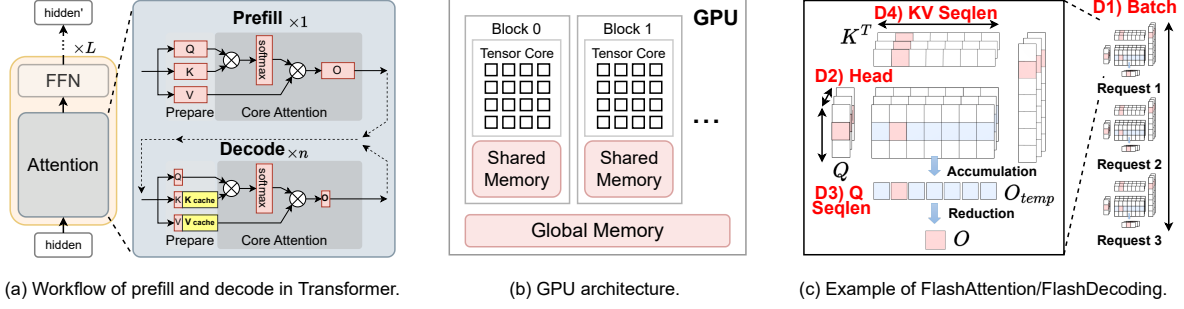 hidden'
×L
FFN
Attention
hidden
Prefill ×1
Q
K
V
softmax
O
Prepare
Core Attention
Decode ×n
Q
K
K cache
V
V cache
softmax
O
Prepare
Core Attention
(a) Workflow of prefill and decode in Transformer.
GPU
Block 0
Block 1
Tensor Core
Tensor Core
...
Shared Memory
Shared Memory
Global Memory
(b) GPU architecture.
D4) KV Seqlen
K^T
D2) Head
Q
D3) Q
Seqlen
Accumulation
O_temp
Reduction
O
D1) Batch
Request 1
Request 2
Request 3
(c) Example of FlashAttention/FlashDecoding.